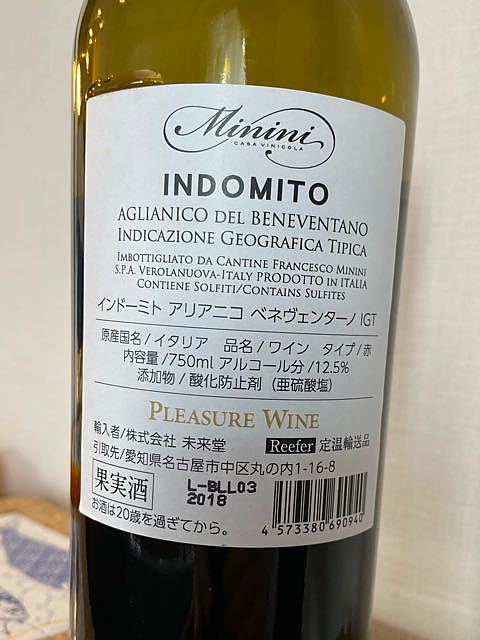 Minini
CASA VINICOLA
INDOMITO
AGLIANICO DEL BENEVENTANO
INDICAZIONE GEOGRAFICA TIPICA
IMBOTTIGLIATO DA CANTINE FRANCESCO MININI
S.P.A. VEROLANUOVA-ITALY PRODOTTO IN ITALIA
CONTIENE SOLFITI/CONTAINS SULFITES
インドーミト アリアニコ ベネヴェンターノ IGT
原産国名/イタリア 品名/ワイン タイプ/赤
内容量/750ml アルコール分/12.5%
添加物/酸化防止剤（亜硫酸塩）
PLEASURE WINE
輸入者/株式会社 未来堂 Reefer 定温輸送品
引取先/愛知県名古屋市中区丸の内1-16-8
果実酒 L-BLL03
2018
お酒は20歳を過ぎてから。
4 573380 690940